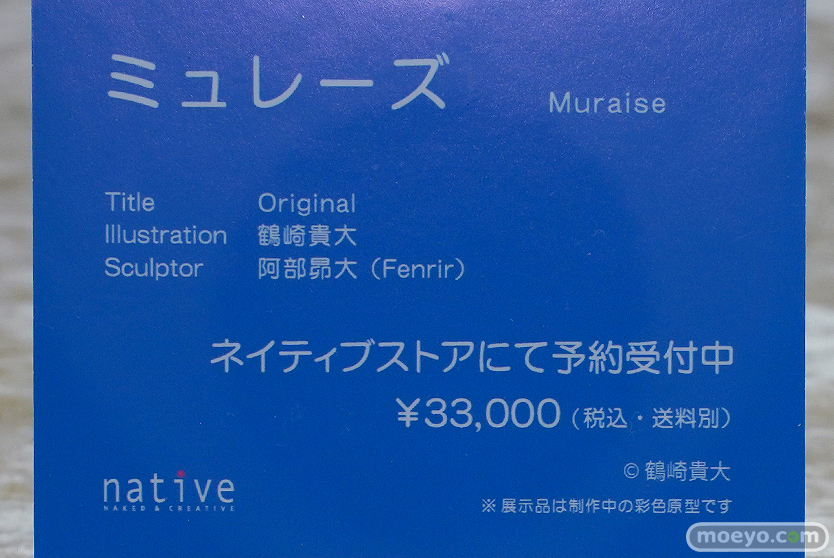 ミュレーズ Muraise
Title Original
Illustration 鶴崎貴大
Sculptor 阿部昴大（Fenrir）
ネイティブストアにて予約受付中
¥33,000（税込・送料別）
© 鶴崎貴大
native
NAKED & CREATIVE
※ 展示品は制作中の彩色原型です
moeyo.com